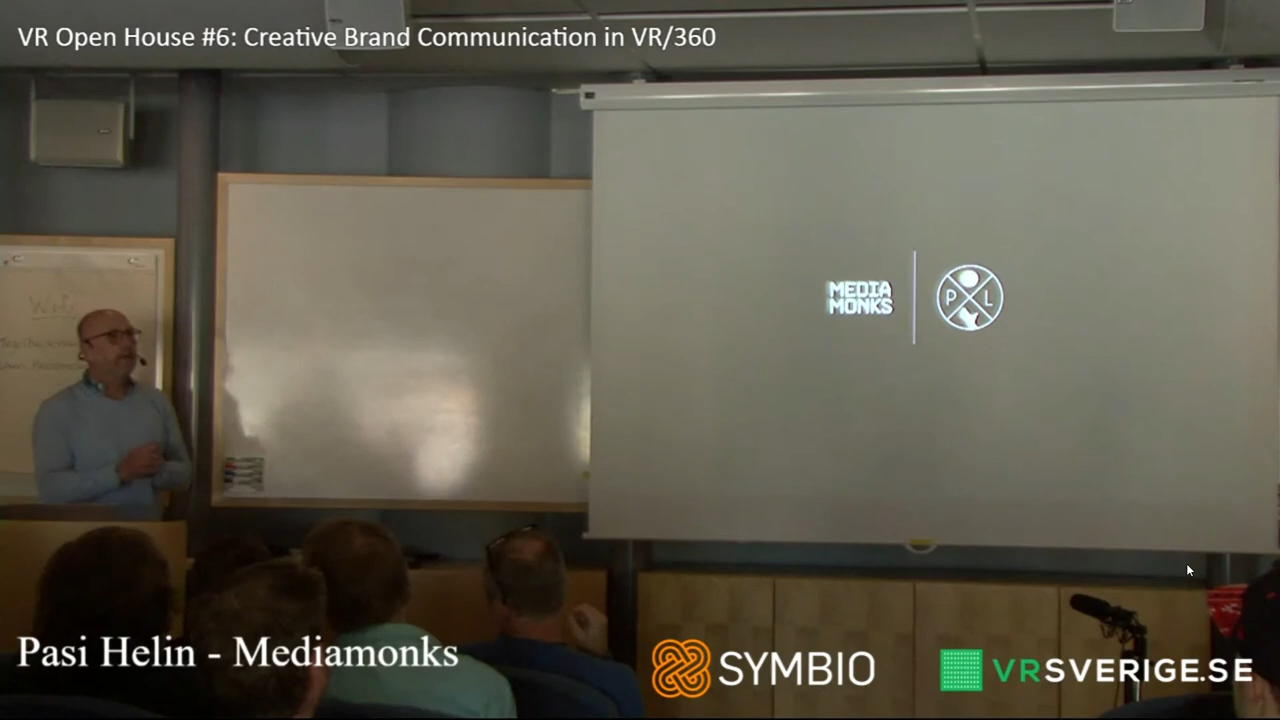 VR Open House #6: Creative Brand Communication in VR/360
MEDIA
MONKS
P L
Pasi Helin - Mediamonks
SYMBIO
VRSVERIGE.SE